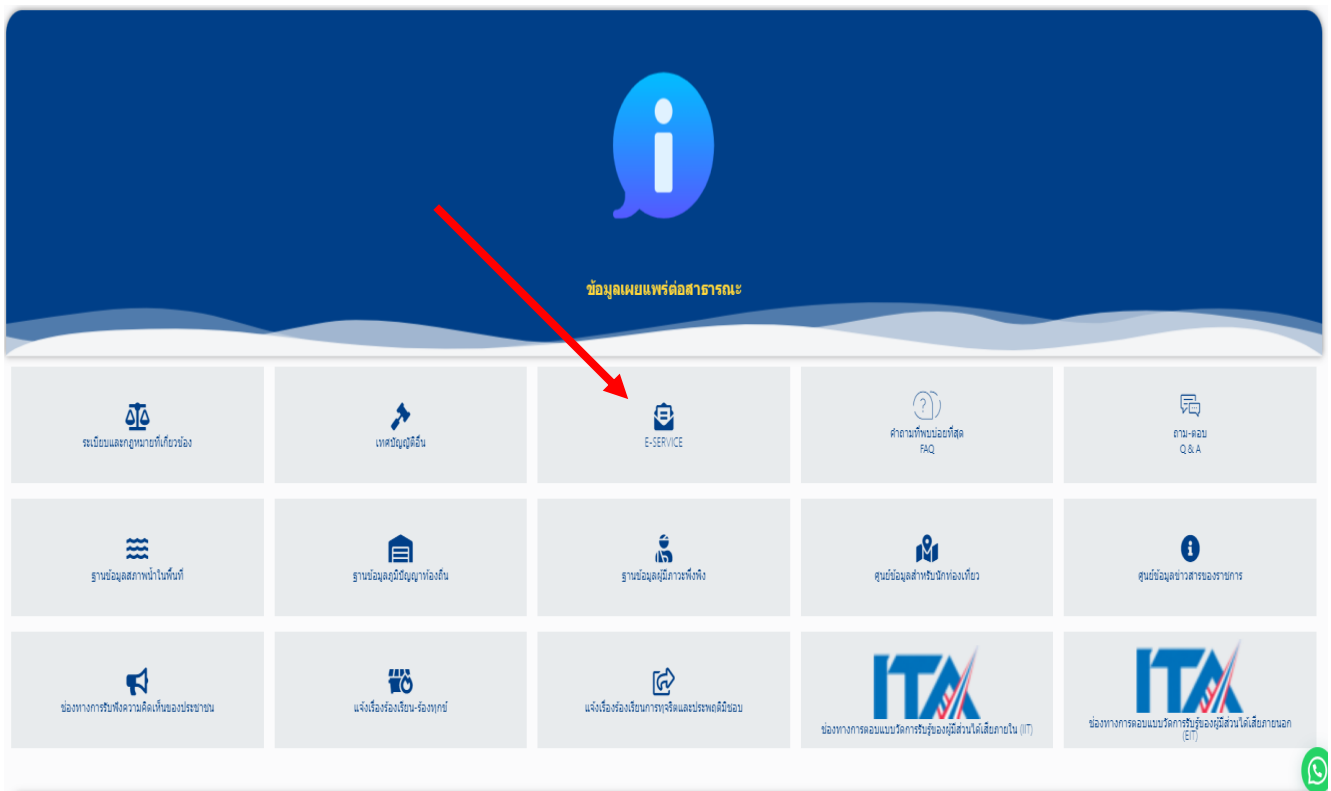 ข้อมูลเผยแพร่ต่อสาธารณะ
ระเบียบและกฎหมายที่เกี่ยวข้อง
เทศบัญญัติอื่น
E-SERVICE
คำถามที่พบบ่อยที่สุด
FAQ
ถาม-ตอบ
Q & A
ฐานข้อมูลสภาพน้ำในพื้นที่
ฐานข้อมูลภูมิปัญญาท้องถิ่น
ฐานข้อมูลผู้มีภาวะพึ่งพิง
ศูนย์ข้อมูลสำหรับนักท่องเที่ยว
ศูนย์ข้อมูลข่าวสารของราชการ
ช่องทางการรับฟังความคิดเห็นของประชาชน
แจ้งเรื่องร้องเรียน-ร้องทุกข์
แจ้งเรื่องร้องเรียนการทุจริตและประพฤติมิชอบ
ITA
ช่องทางการตอบแบบวัดการรับรู้ของผู้มีส่วนได้เสียภายใน (IIT)
ITA
ช่องทางการตอบแบบวัดการรับรู้ของผู้มีส่วนได้เสียภายนอก
(EIT)